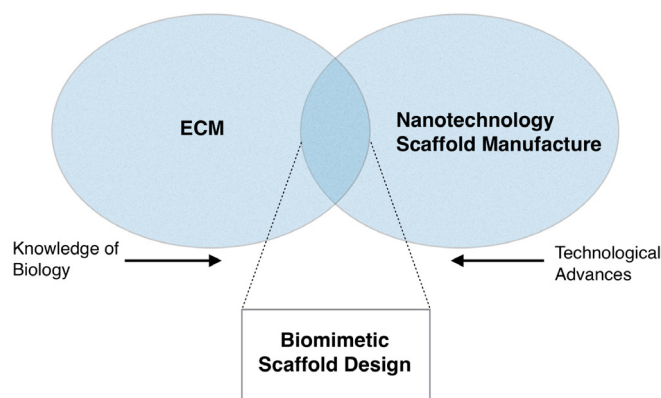 ECM
Nanotechnology
Scaffold Manufacture
Knowledge of
Biology
Technological
Advances
Biomimetic
Scaffold Design